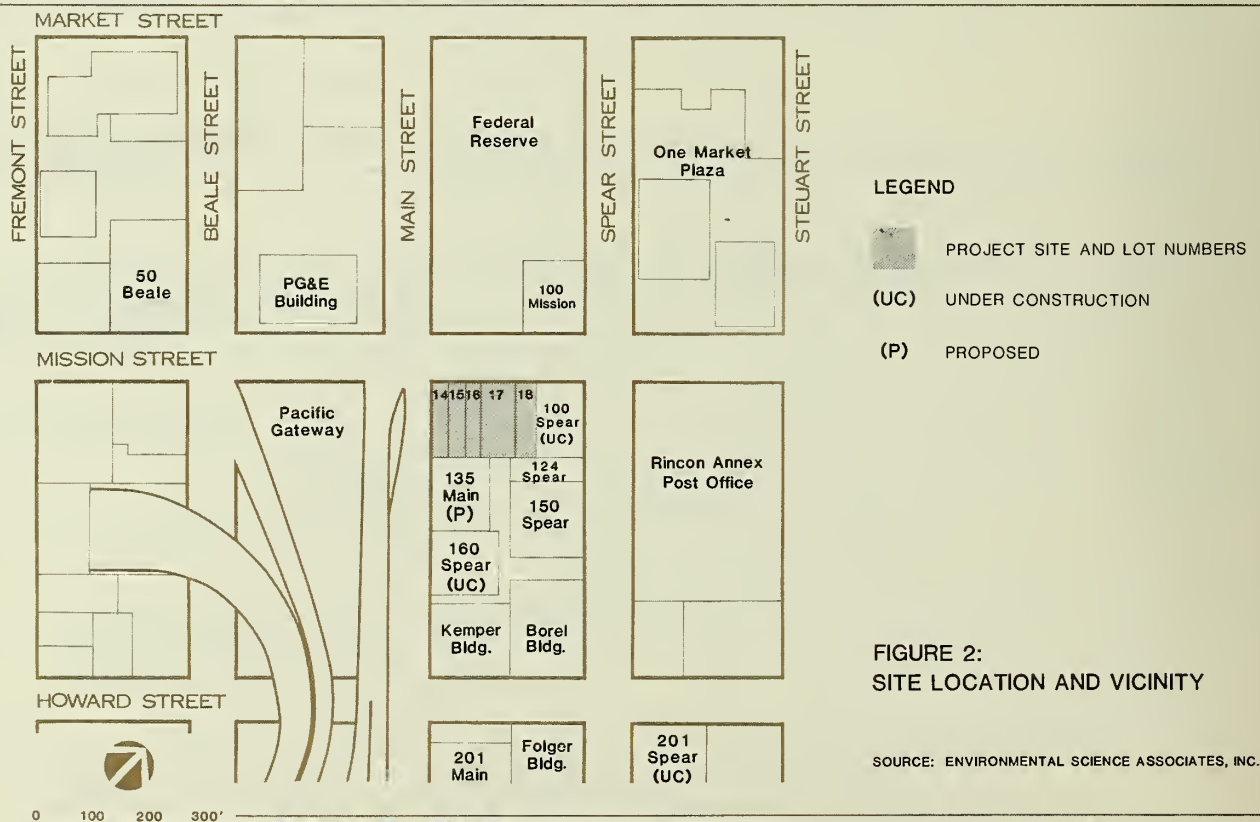 MARKET STREET
FREMONT STREET
BEALE STREET
MAIN STREET
SPEAR STREET
STEUART STREET
Federal
Reserve
One Market
Plaza
50
Beale
PG&E
Building
100
Mission
LEGEND
PROJECT SITE AND LOT NUMBERS
(UC) UNDER CONSTRUCTION
(P) PROPOSED
MISSION STREET
Pacific
Gateway
14 15 16 17 18
100
Spear
(UC)
135
Main
(P)
124
Spear
150
Spear
160
Spear
(UC)
Kemper
Bldg.
Borel
Bldg.
Rincon Annex
Post Office
HOWARD STREET
201
Main
Folger
Bldg.
201
Spear
(UC)
FIGURE 2:
SITE LOCATION AND VICINITY
SOURCE: ENVIRONMENTAL SCIENCE ASSOCIATES, INC.
0 100 200 300'